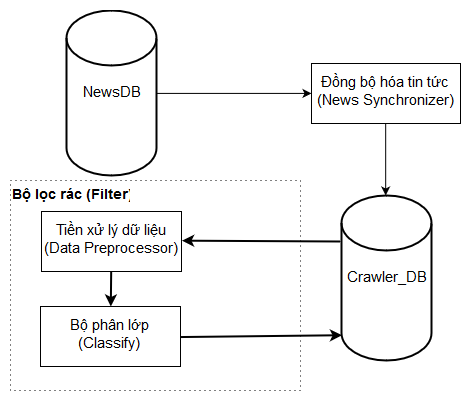 NewsDB
Đồng bộ hóa tin tức
(News Synchronizer)
Bộ lọc rác (Filter)
Tiền xử lý dữ liệu
(Data Preprocessor)
Crawler_DB
Bộ phân lớp
(Classify)